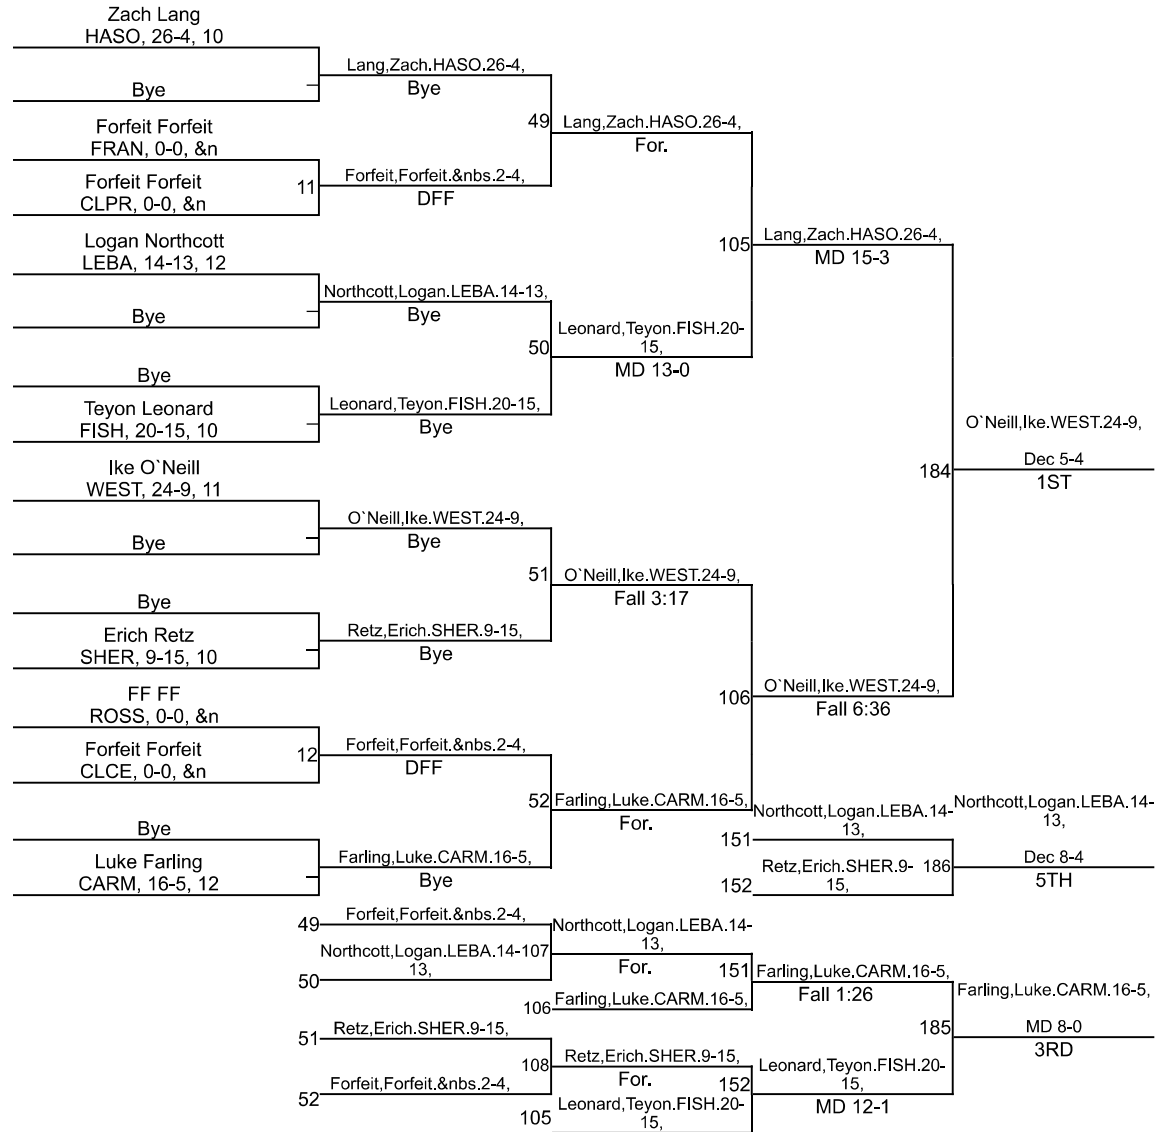 Zach Lang
HASO, 26-4, 10
Bye
Lang,Zach.HASO.26-4,
Bye
Forfeit Forfeit
FRAN, 0-0, &n
Forfeit Forfeit
CLPR, 0-0, &n
11
Forfeit,Forfeit.&nbs.2-4,
DFF
49
Lang,Zach.HASO.26-4,
For.
Logan Northcott
LEBA, 14-13, 12
Bye
Northcott,Logan.LEBA.14-13,
Bye
Bye
Teyon Leonard
FISH, 20-15, 10
Leonard,Teyon.FISH.20-15,
Bye
50
Leonard,Teyon.FISH.20-
15,
MD 13-0
105
Lang,Zach.HASO.26-4,
MD 15-3
Ike O`Neill
WEST, 24-9, 11
Bye
O`Neill,Ike.WEST.24-9,
Bye
Bye
Erich Retz
SHER, 9-15, 10
Retz,Erich.SHER.9-15,
Bye
51
O`Neill,Ike.WEST.24-9,
Fall 3:17
FF FF
ROSS, 0-0, &n
Forfeit Forfeit
CLCE, 0-0, &n
12
Forfeit,Forfeit.&nbs.2-4,
DFF
Bye
Luke Farling
CARM, 16-5, 12
Farling,Luke.CARM.16-5,
Bye
52
Farling,Luke.CARM.16-5,
For.
106
O`Neill,Ike.WEST.24-9,
Fall 6:36
184
O`Neill,Ike.WEST.24-9,
Dec 5-4
1ST
151
Northcott,Logan.LEBA.14-
13,
152
Retz,Erich.SHER.9-
15,
186
Northcott,Logan.LEBA.14-
13,
Dec 8-4
5TH
49
Forfeit,Forfeit.&nbs.2-4,
50
Northcott,Logan.LEBA.14-
13,
107
Northcott,Logan.LEBA.14-
13,
For.
106
Farling,Luke.CARM.16-5,
151
Farling,Luke.CARM.16-5,
Fall 1:26
51
Retz,Erich.SHER.9-15,
52
Forfeit,Forfeit.&nbs.2-4,
108
Retz,Erich.SHER.9-15,
For.
105
Leonard,Teyon.FISH.20-
15,
152
Leonard,Teyon.FISH.20-
15,
MD 12-1
185
Farling,Luke.CARM.16-5,
MD 8-0
3RD